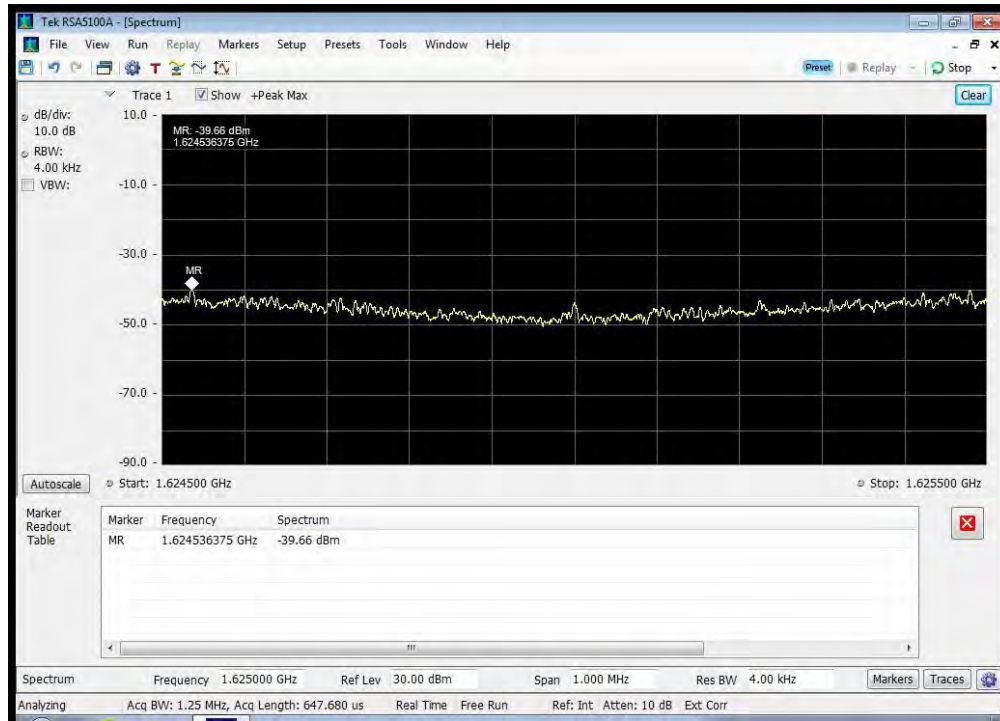 Tek RSA5100A - [Spectrum]
File View Run Replay Markers Setup Presets Tools Window Help
T
Preset Replay Stop
Trace 1 Show +Peak Max Clear
dB/div:
10.0 dB
RBW:
4.00 kHz
VBW:
10.0
-10.0
-30.0
-50.0
-70.0
-90.0
MR: -39.66 dBm
1.624536375 GHz
MR
Autoscale Start: 1.624500 GHz Stop: 1.625500 GHz
Marker
Readout
Table
Marker Frequency Spectrum
MR 1.624536375 GHz -39.66 dBm
Spectrum Frequency 1.625000 GHz Ref Lev 30.00 dBm Span 1.000 MHz Res BW 4.00 kHz Markers Traces
Analyzing Acq BW: 1.25 MHz, Acq Length: 647.680 us Real Time Free Run Ref: Int Atten: 10 dB Ext Corr